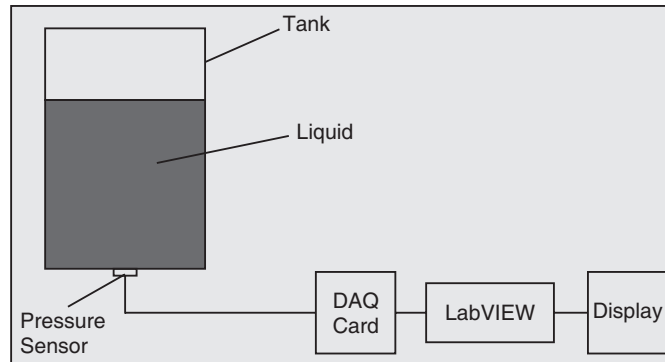 Tank
Liquid
Pressure
Sensor
DAQ
Card
LabVIEW
Display